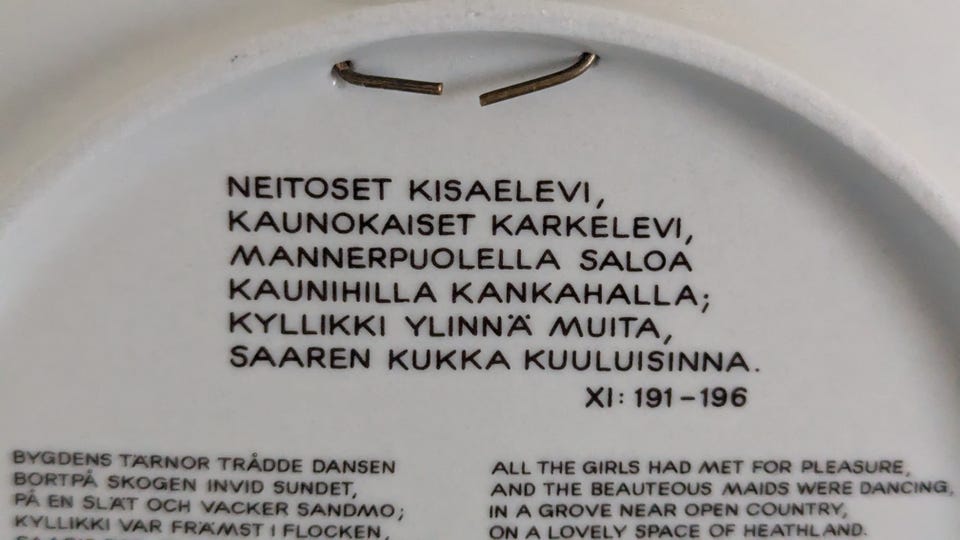 NEITOSET KISAELEVI,
KAUNOKAISET KARKELEVI,
MANNERPUOLELLA SALOA
KAUNIHILLA KANKAHALLA;
KYLLIKKI YLINNÄ MUITA,
SAAREN KUKKA KUULUISINNA.
XI: 191-196
BYGDENS TÄRNOR TRÅDDE DANSEN
BORTPÅ SKOGEN INVID SUNDET,
PÅ EN SLÄT OCH VACKER SANDMO;
KYLLIKKI VAR FRÄMST I FLOCKEN,
ALL THE GIRLS HAD MET FOR PLEASURE,
AND THE BEAUTEOUS MAIDS WERE DANCING,
IN A GROVE NEAR OPEN COUNTRY,
ON A LOVELY SPACE OF HEATHLAND.